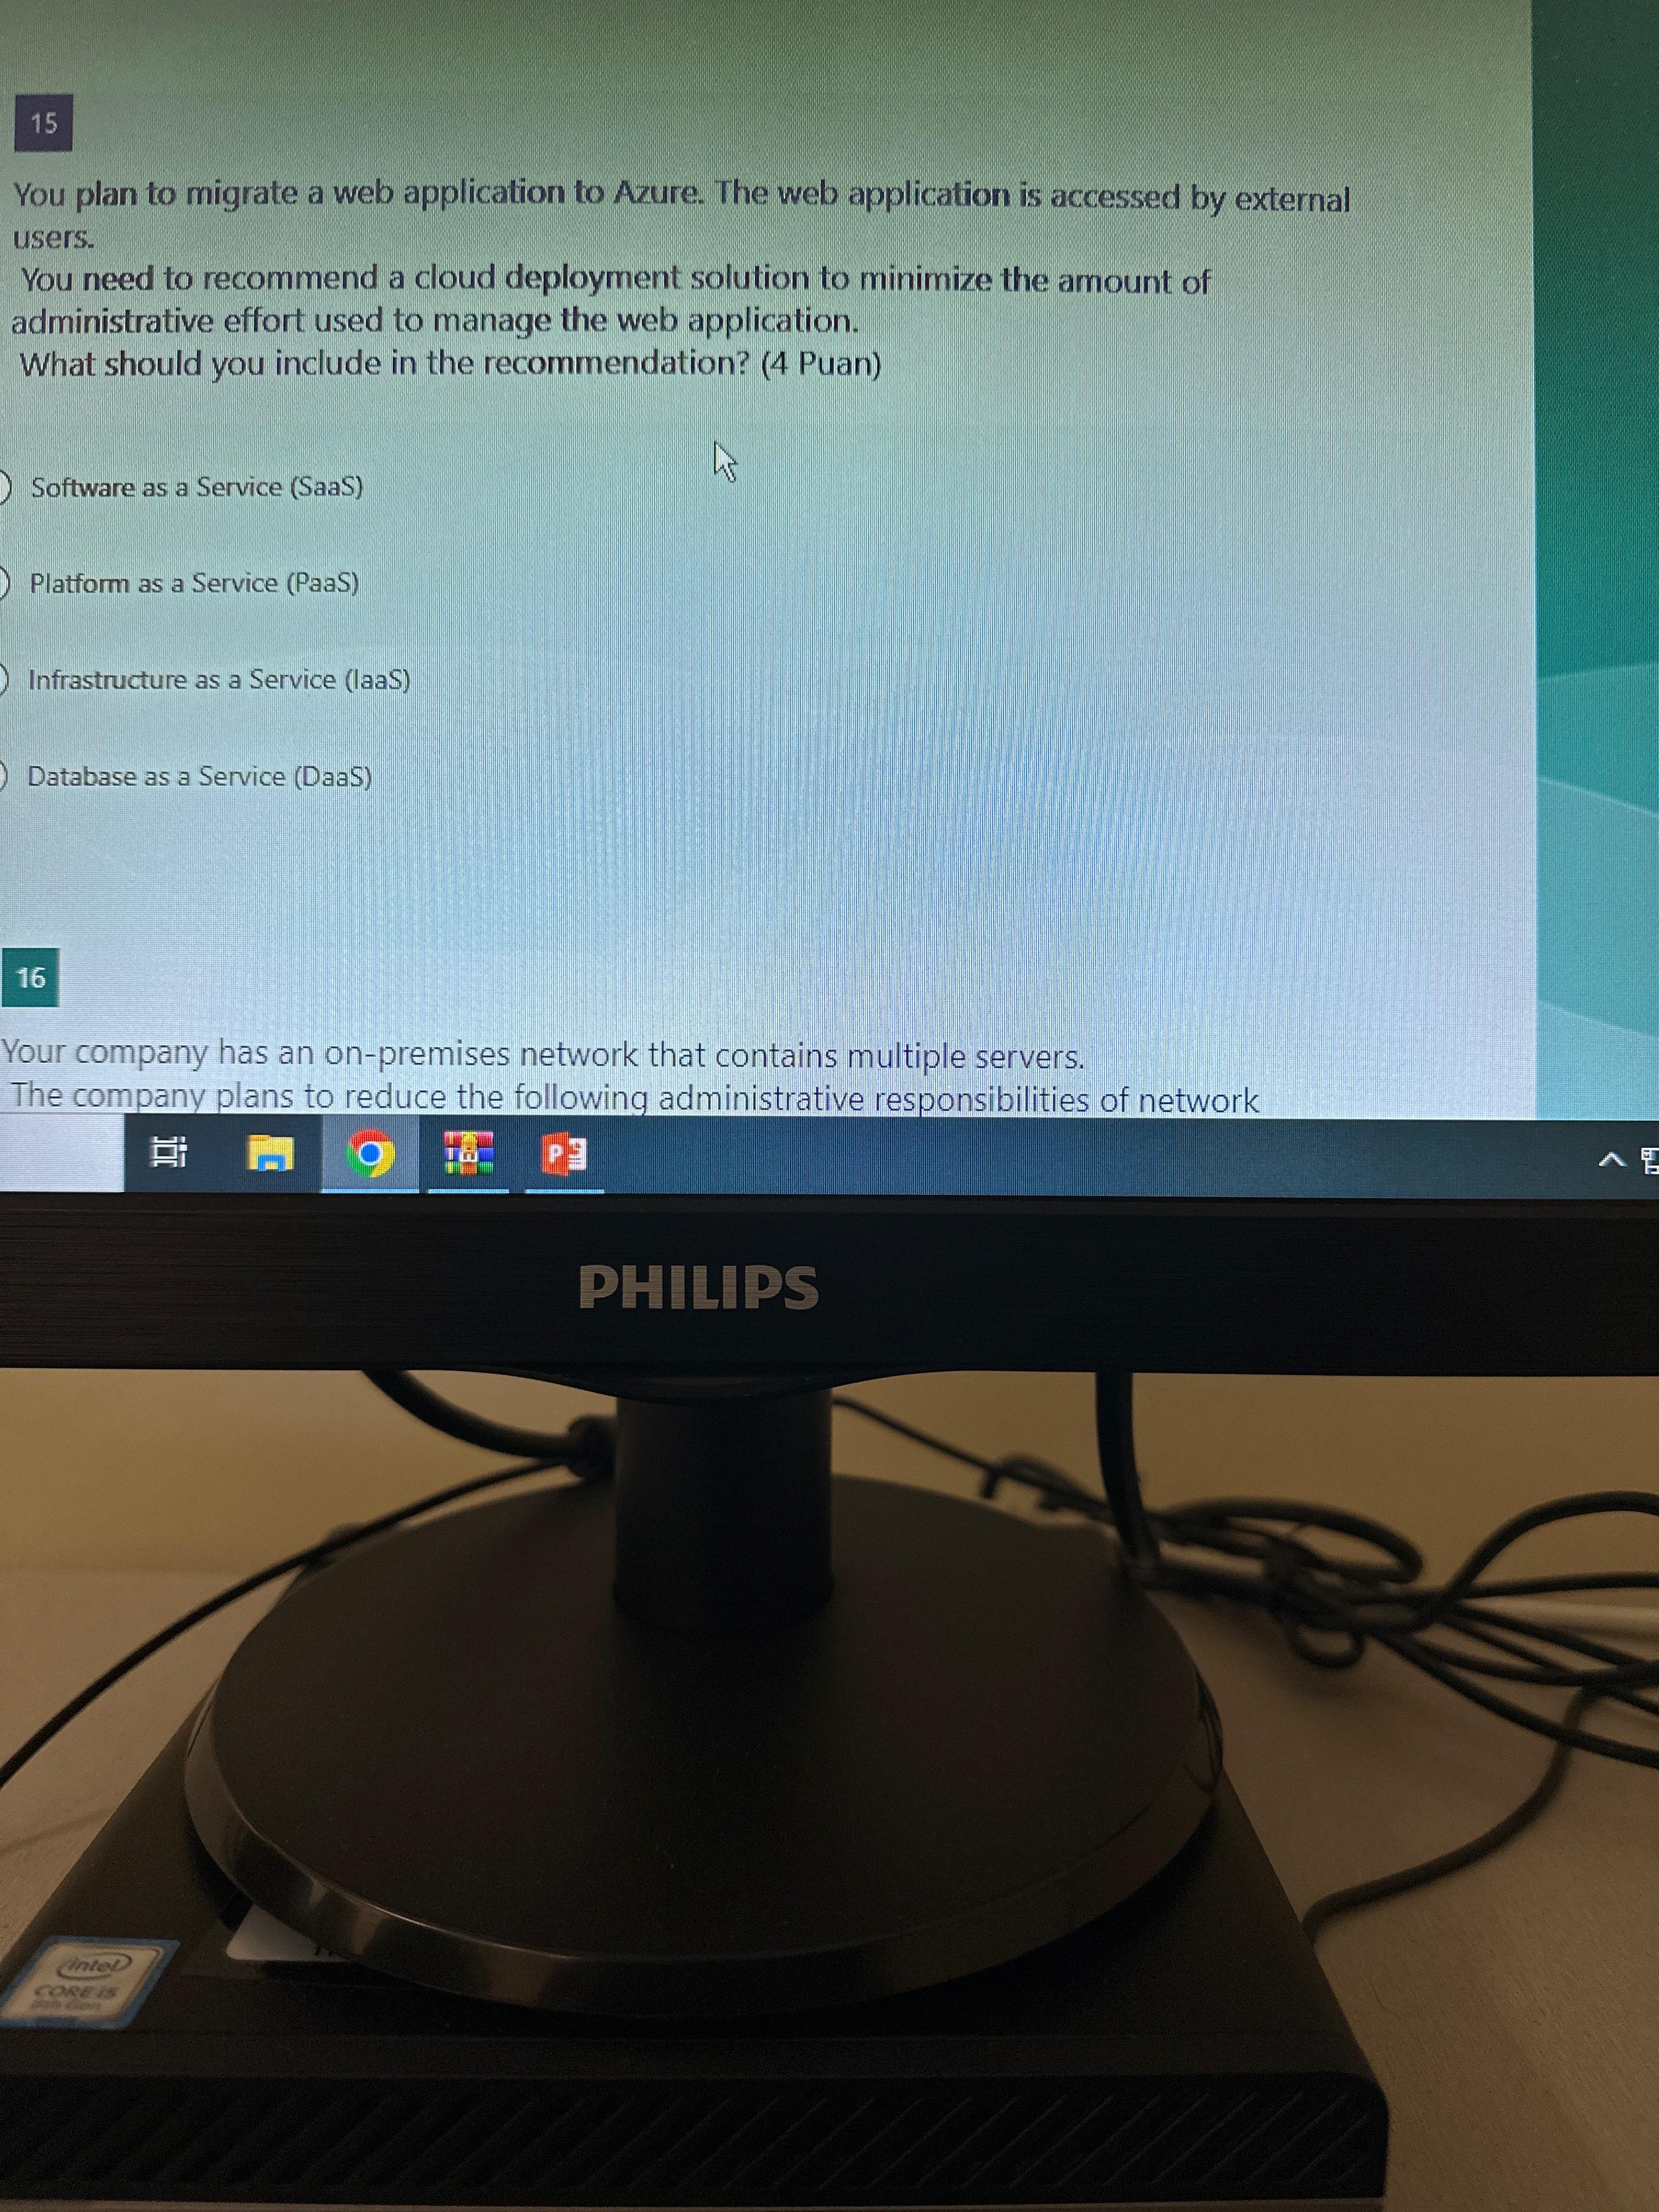 15
You plan to migrate a web application to Azure. The web application is accessed by external
users.
You need to recommend a cloud deployment solution to minimize the amount of
administrative effort used to manage the web application.
What should you include in the recommendation? (4 Puan)
Software as a Service (SaaS)
Platform as a Service (PaaS)
Infrastructure as a Service (IaaS)
Database as a Service (DaaS)
16
Your company has an on-premises network that contains multiple servers.
The company plans to reduce the following administrative responsibilities of network
PHILIPS
intel
CORE i5
8th Gen